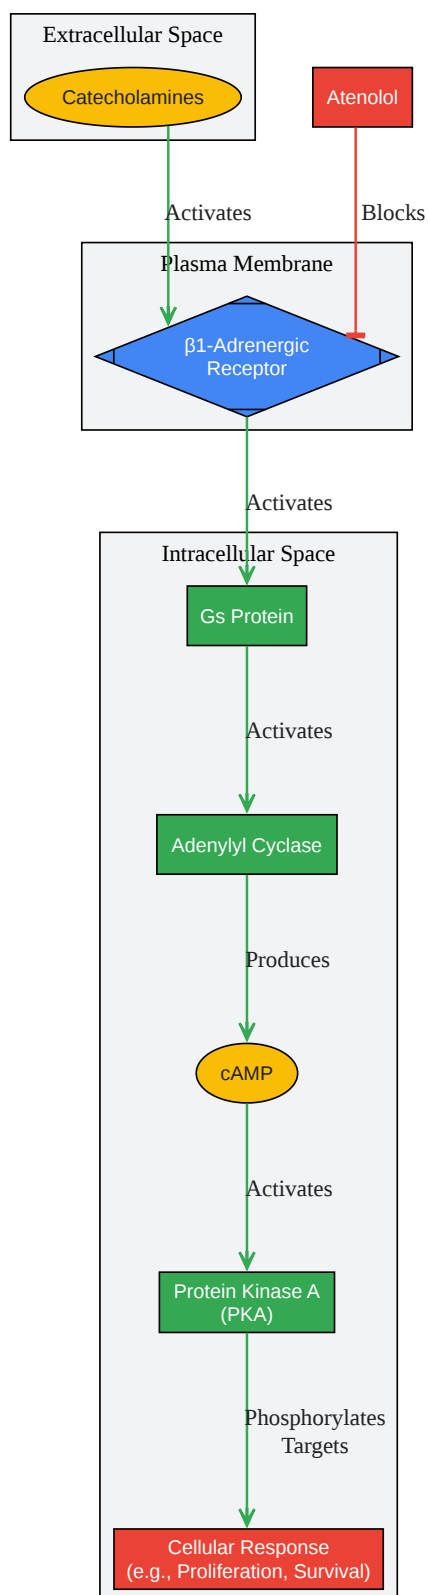 Extracellular Space
Catecholamines
Atenolol
Activates
Blocks
Plasma Membrane
β1-Adrenergic
Receptor
Activates
Intracellular Space
Gs Protein
Activates
Adenylyl Cyclase
Produces
cAMP
Activates
Protein Kinase A
(PKA)
Phosphorylates
Targets
Cellular Response
(e.g., Proliferation, Survival)